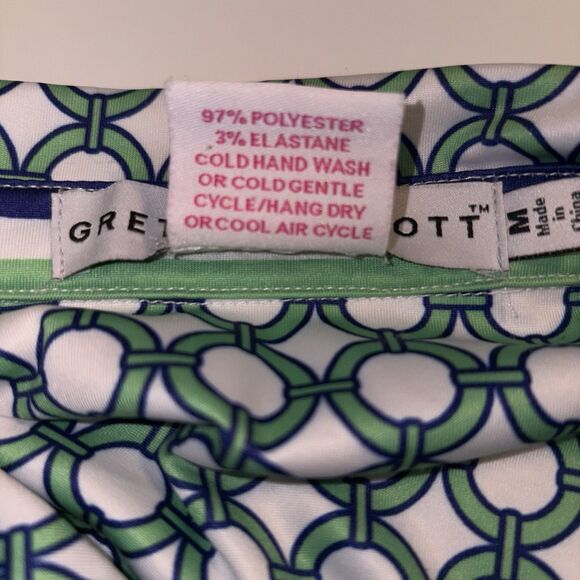 97% POLYESTER
3% ELASTANE
COLD HAND WASH
OR COLD GENTLE
CYCLE/HANG DRY
OR COOL AIR CYCLE
GRET OTT™
M
Made
in
China